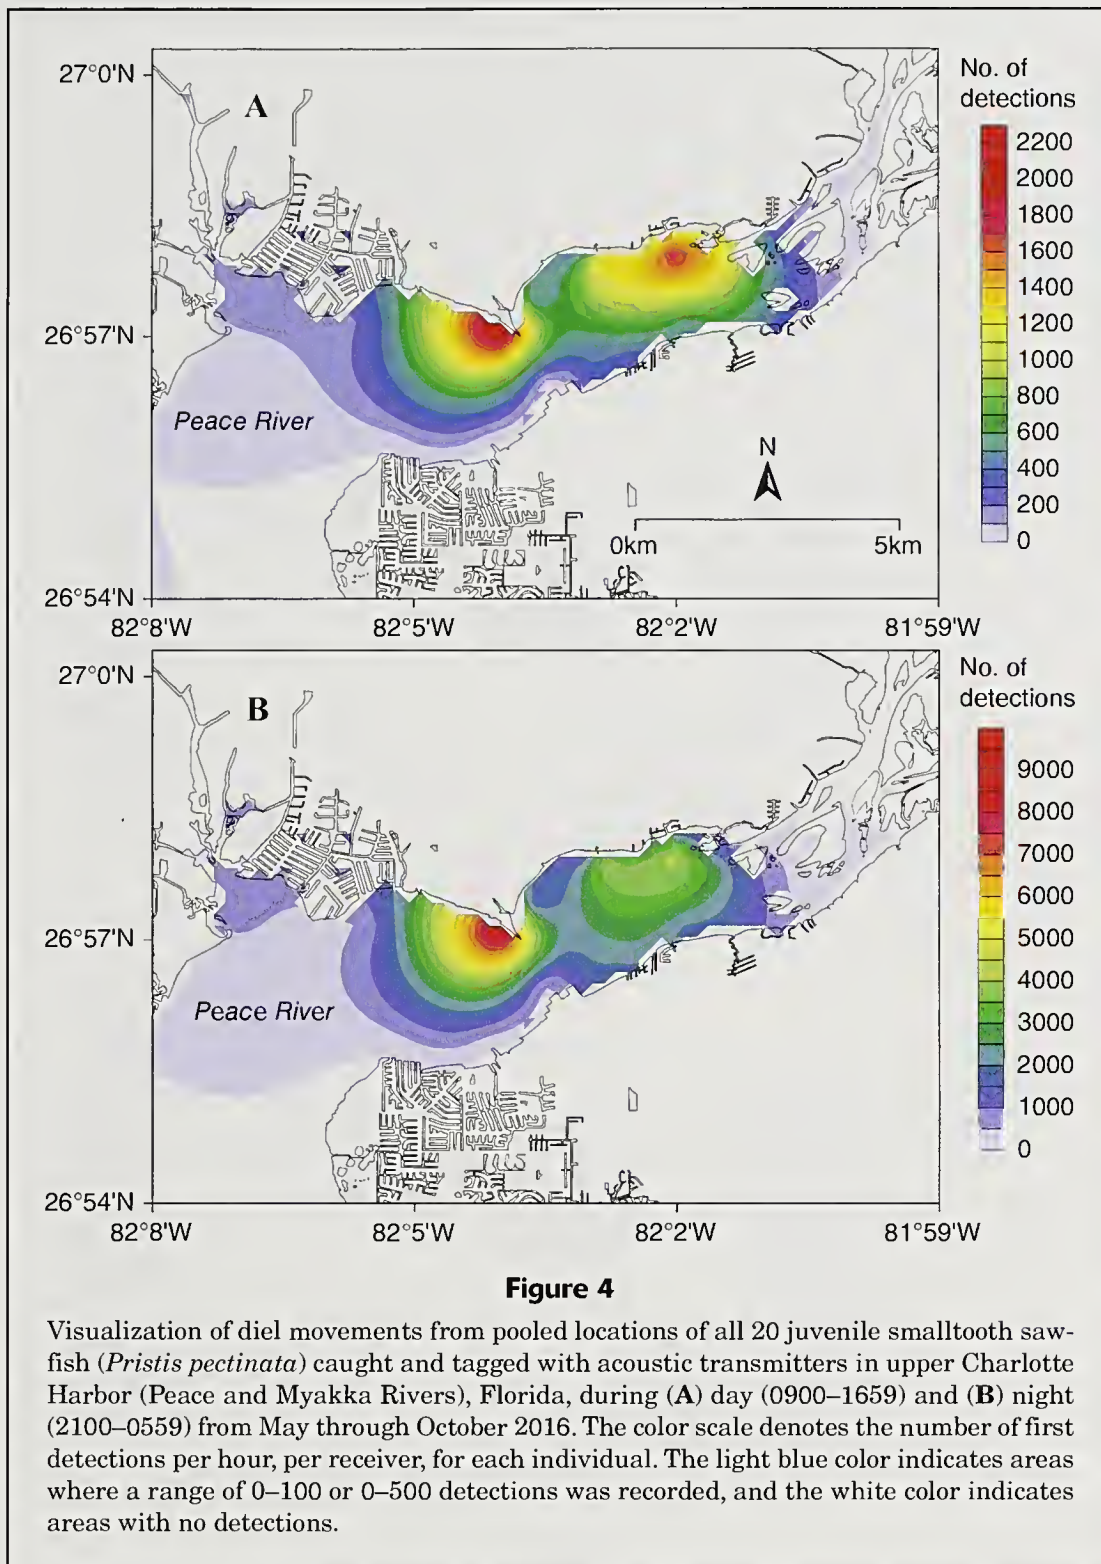 27°0'N
A
No. of
detections
2200
2000
1800
1600
1400
1200
1000
800
600
400
200
0
26°57'N
Peace River
N
0km 5km
26°54'N
82°8'W 82°5'W 82°2'W 81°59'W
27°0'N
B
No. of
detections
9000
8000
7000
6000
5000
4000
3000
2000
1000
0
26°57'N
Peace River
26°54'N
82°8'W 82°5'W 82°2'W 81°59'W
Figure 4
Visualization of diel movements from pooled locations of all 20 juvenile smalltooth saw-
fish (Pristis pectinata) caught and tagged with acoustic transmitters in upper Charlotte
Harbor (Peace and Myakka Rivers), Florida, during (A) day (0900–1659) and (B) night
(2100–0559) from May through October 2016. The color scale denotes the number of first
detections per hour, per receiver, for each individual. The light blue color indicates areas
where a range of 0–100 or 0–500 detections was recorded, and the white color indicates
areas with no detections.